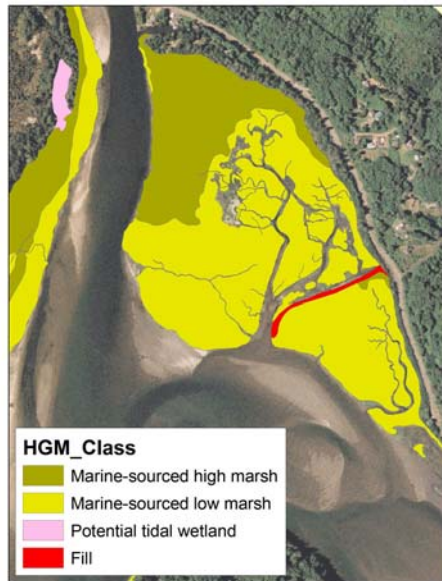 HGM_Class
Marine-sourced high marsh
Marine-sourced low marsh
Potential tidal wetland
Fill